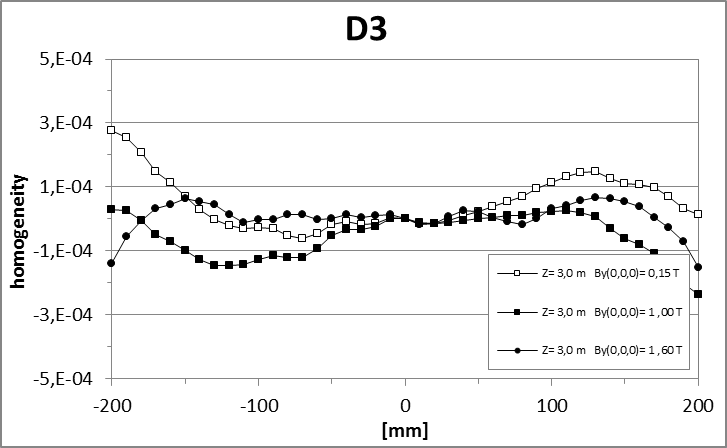 D3
homogeneity
5,E-04
3,E-04
1,E-04
-1,E-04
-3,E-04
-5,E-04
Z= 3,0 m By(0,0,0)= 0,15 T
Z= 3,0 m By(0,0,0)= 1,00 T
Z= 3,0 m By(0,0,0)= 1,60 T
-200 -100 0 100 200
[mm]